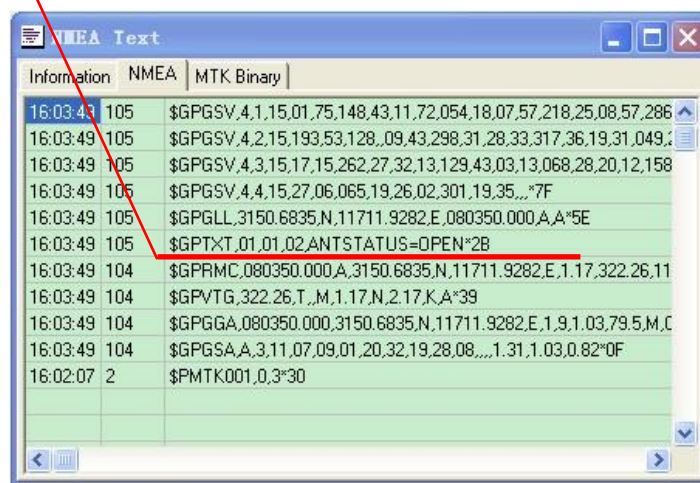 NMEA Text
Information NMEA MTK Binary
16:03:49 105 $GPGSV,4,1,15,01,75,148,43,11,72,054,18,07,57,218,25,08,57,286
16:03:49 105 $GPGSV,4,2,15,193,53,128,,09,43,298,31,28,33,317,36,19,31,049,2
16:03:49 105 $GPGSV,4,3,15,17,15,262,27,32,13,129,43,03,13,068,28,20,12,158
16:03:49 105 $GPGSV,4,4,15,27,06,065,19,26,02,301,19,35,,,*7F
16:03:49 105 $GPGLL,3150.6835,N,11711.9282,E,080350.000,A,A*5E
16:03:49 105 $GPTXT,01,01,02,ANTSTATUS=OPEN*2B
16:03:49 104 $GPRMC,080350.000,A,3150.6835,N,11711.9282,E,1.17,322.26,11
16:03:49 104 $GPVTG,322.26,T,,M,1.17,N,2.17,K,A*39
16:03:49 104 $GPGGA,080350.000,3150.6835,N,11711.9282,E,1,9,1.03,79.5,M,0
16:03:49 104 $GPGSA,A,3,11,07,09,01,20,32,19,28,08,,,,1.31,1.03,0.82*0F
16:02:07 2 $PMTK001,0,3*30